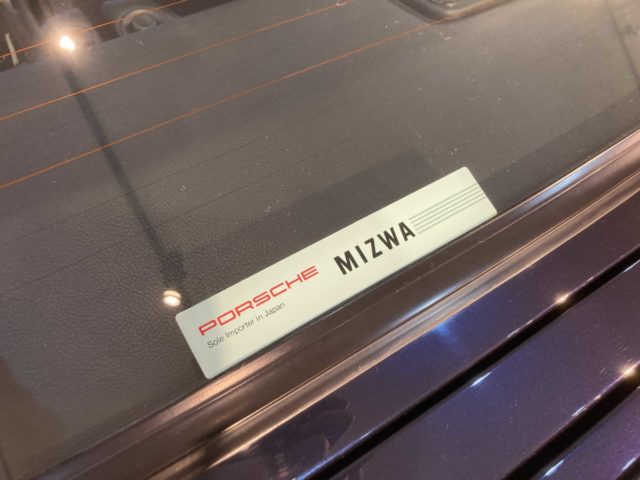 PORSCHE MIZWA
Sole Importer in Japan